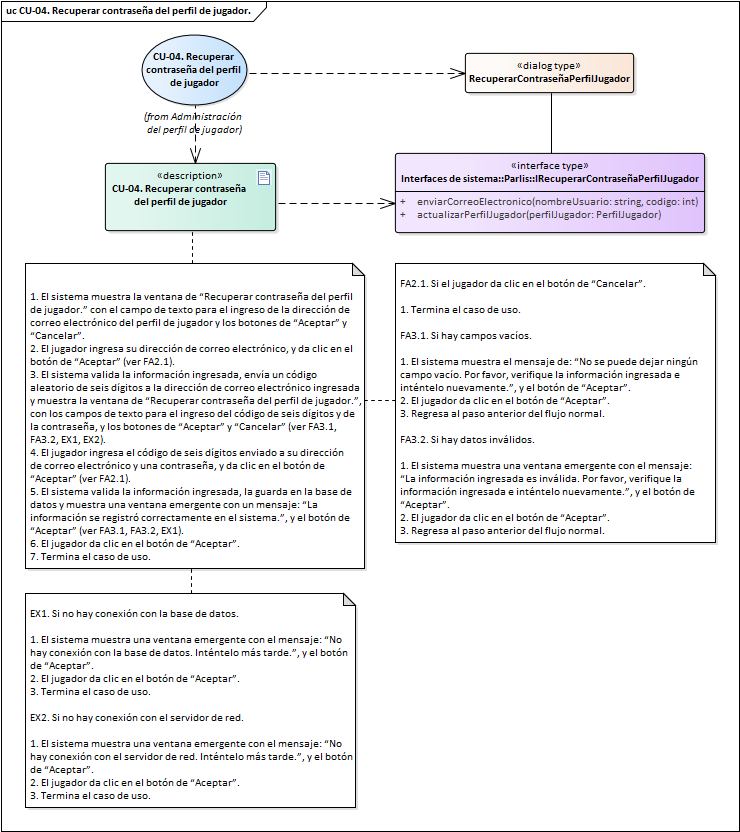 uc CU-04. Recuperar contraseña del perfil de jugador.
CU-04. Recuperar
contraseña del perfil
de jugador
(from Administración
del perfil de jugador)
«dialog type»
RecuperarContraseñaPerfilJugador
«description»
CU-04. Recuperar contraseña
del perfil de jugador
«interface type»
Interfaces de sistema::Parlis::IRecuperarContraseñaPerfilJugador
+ enviarCorreoElectronico(nombreUsuario: string, codigo: int)
+ actualizarPerfilJugador(perfilJugador: PerfilJugador)
1. El sistema muestra la ventana de “Recuperar contraseña del perfil
de jugador.” con el campo de texto para el ingreso de la dirección de
correo electrónico del perfil de jugador y los botones de “Aceptar” y
“Cancelar”.
2. El jugador ingresa su dirección de correo electrónico, y da clic en el
botón de “Aceptar” (ver FA2.1).
3. El sistema valida la información ingresada, envía un código
aleatorio de seis dígitos a la dirección de correo electrónico ingresada
y muestra la ventana de “Recuperar contraseña del perfil de jugador.”,
con los campos de texto para el ingreso del código de seis dígitos y de
la contraseña, y los botones de “Aceptar” y “Cancelar” (ver FA3.1,
FA3.2, EX1, EX2).
4. El jugador ingresa el código de seis dígitos enviado a su dirección
de correo electrónico y una contraseña, y da clic en el botón de
“Aceptar” (ver FA2.1).
5. El sistema valida la información ingresada, la guarda en la base de
datos y muestra una ventana emergente con un mensaje: “La
información se registró correctamente en el sistema.”, y el botón de
“Aceptar” (ver FA3.1, FA3.2, EX1).
6. El jugador da clic en el botón de “Aceptar”.
7. Termina el caso de uso.
FA2.1. Si el jugador da clic en el botón de “Cancelar”.
1. Termina el caso de uso.
FA3.1. Si hay campos vacíos.
1. El sistema muestra el mensaje de: “No se puede dejar ningún
campo vacío. Por favor, verifique la información ingresada e
inténtelo nuevamente.”, y el botón de “Aceptar”.
2. El jugador da clic en el botón de “Aceptar”.
3. Regresa al paso anterior del flujo normal.
FA3.2. Si hay datos inválidos.
1. El sistema muestra una ventana emergente con el mensaje:
“La información ingresada es inválida. Por favor, verifique la
información ingresada e inténtelo nuevamente.”, y el botón de
“Aceptar”.
2. El jugador da clic en el botón de “Aceptar”.
3. Regresa al paso anterior del flujo normal.
EX1. Si no hay conexión con la base de datos.
1. El sistema muestra una ventana emergente con el mensaje: “No
hay conexión con la base de datos. Inténtelo más tarde.”, y el botón
de “Aceptar”.
2. El jugador da clic en el botón de “Aceptar”.
3. Termina el caso de uso.
EX2. Si no hay conexión con el servidor de red.
1. El sistema muestra una ventana emergente con el mensaje: “No
hay conexión con el servidor de red. Inténtelo más tarde.”, y el botón
de “Aceptar”.
2. El jugador da clic en el botón de “Aceptar”.
3. Termina el caso de uso.